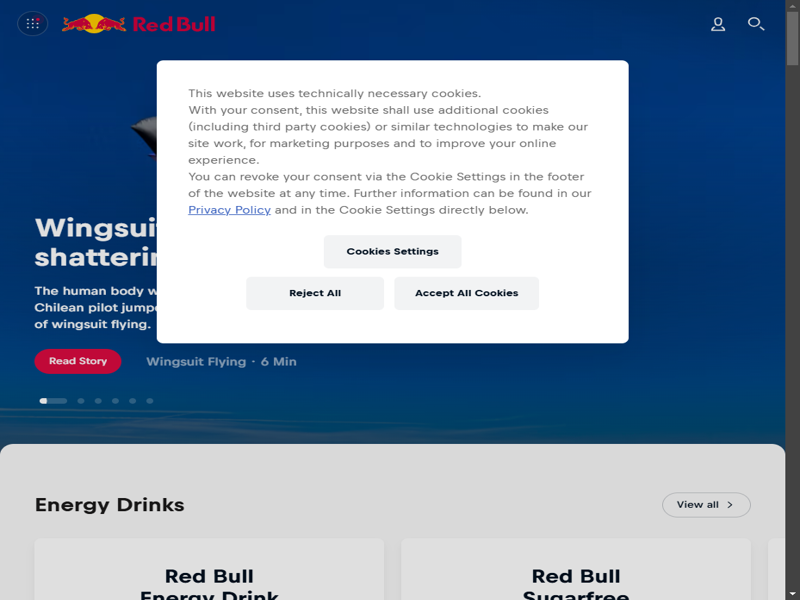 Red Bull
This website uses technically necessary cookies.
With your consent, this website shall use additional cookies
(including third party cookies) or similar technologies to make our
site work, for marketing purposes and to improve your online
experience.
You can revoke your consent via the Cookie Settings in the footer
of the website at any time. Further information can be found in our
Privacy Policy and in the Cookie Settings directly below.
Cookies Settings
Reject All
Accept All Cookies
shatterin
The human body w
Chilean pilot jump
of wingsuit flying.
Read Story
Wingsuit Flying · 6 Min
Energy Drinks
View all
Red Bull
Energy Drink
Red Bull
Sugarfree